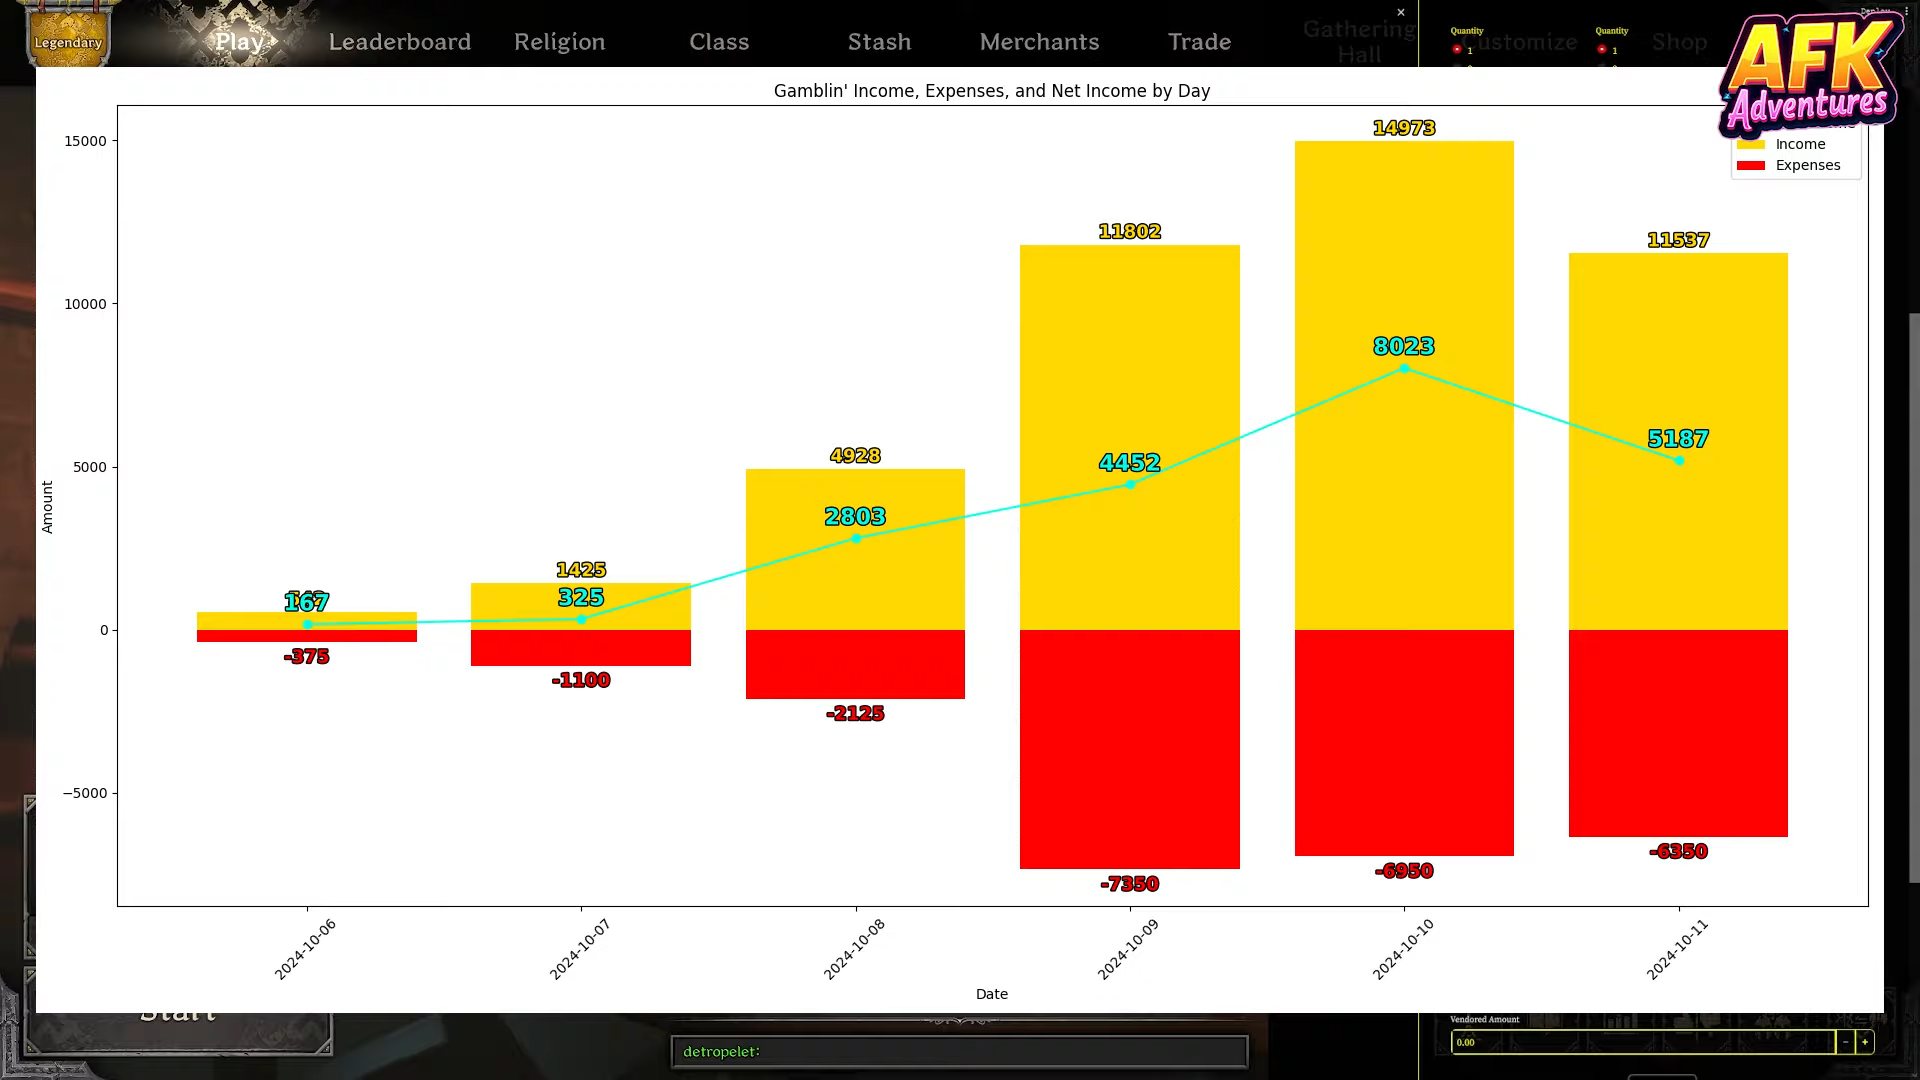 Legendary
Play
Leaderboard
Religion
Class
Stash
Merchants
Trade
Gathering
Hall
Customize
Shop
×
Quantity
1
Quantity
1
AFK
Adventures
Gamblin' Income, Expenses, and Net Income by Day
Income
Expenses
Amount
15000
10000
5000
0
−5000
167
-375
1425
325
-1100
4928
2803
-2125
11802
4452
-7350
14973
8023
-6950
11537
5187
-6350
2024-10-06
2024-10-07
2024-10-08
2024-10-09
2024-10-10
2024-10-11
Date
Start
detropelet:
Vendored Amount
0.00
-
+